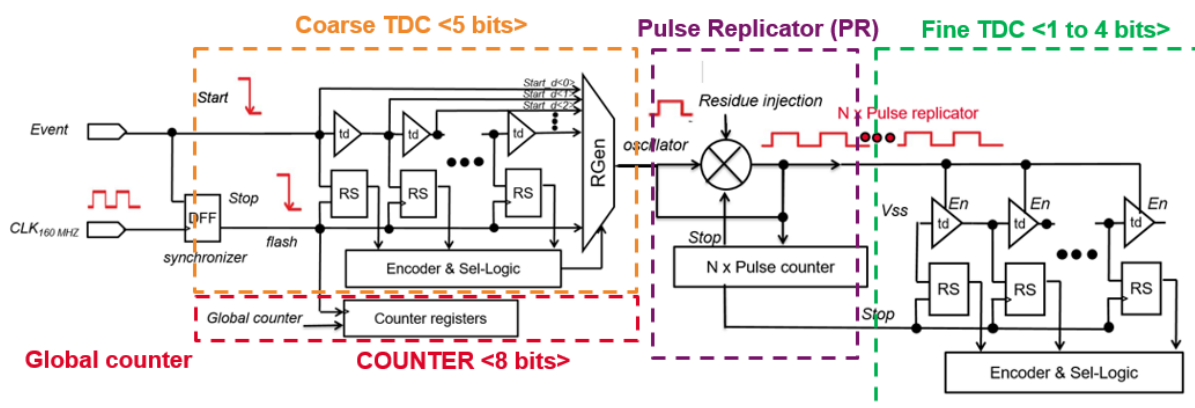 Coarse TDC <5 bits>
Pulse Replicator (PR)
Fine TDC <1 to 4 bits>
Start
Start_d<0>
Start_d<1>
Start_d<2>
Event
td
td
td
RS
RS
RS
RGen
oscillator
Residue injection
N x Pulse replicator
En
En
En
Vss
td
td
td
Stop
DFF
CLK160 MHZ
synchronizer
flash
Encoder & Sel-Logic
Stop
N x Pulse counter
RS
RS
RS
Stop
Global counter
Counter registers
Global counter
COUNTER <8 bits>
Encoder & Sel-Logic